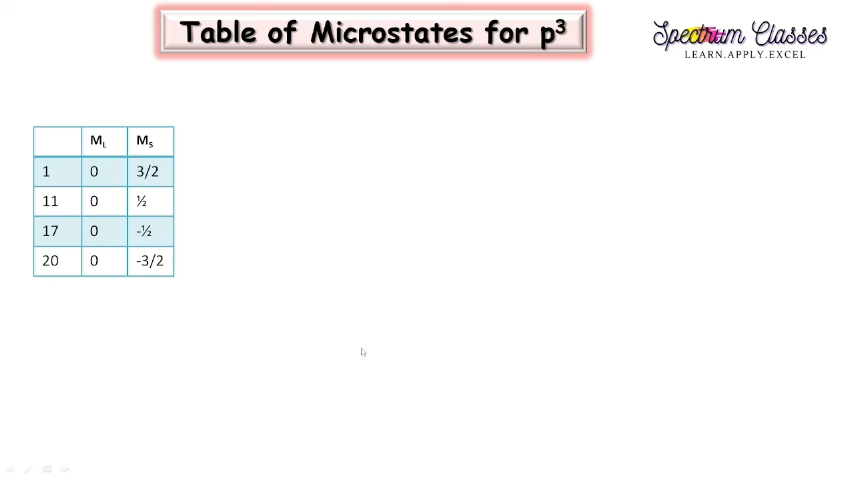 Table of Microstates for p³
Spectrum Classes
LEARN.APPLY.EXCEL
M_L M_S
1 0 3/2
11 0 ½
17 0 -½
20 0 -3/2